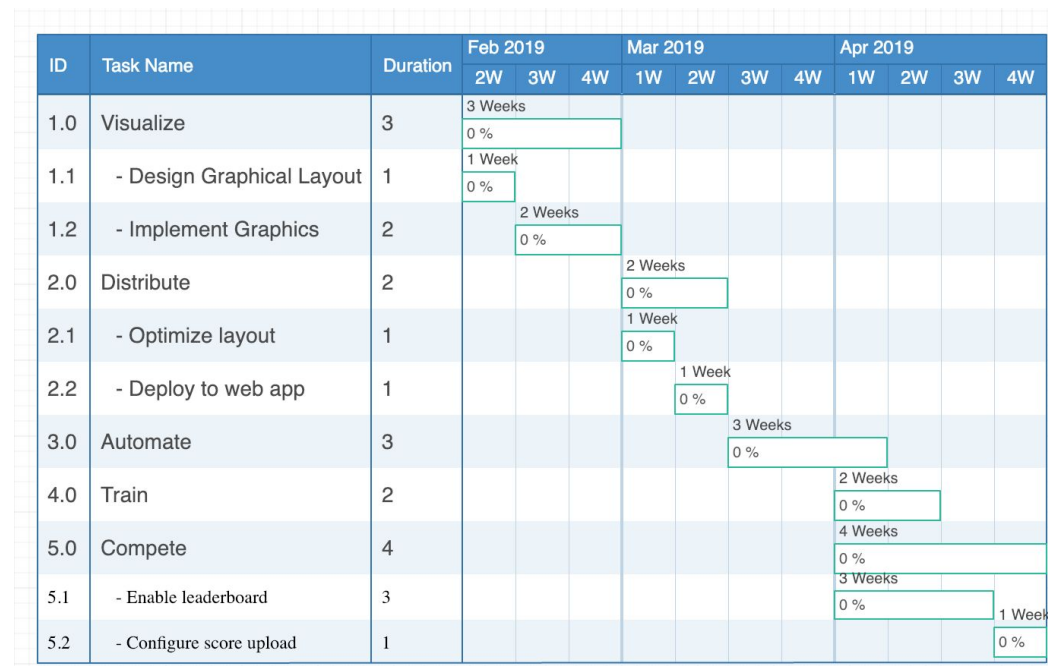 ID Task Name Duration Feb 2019 Mar 2019 Apr 2019
2W 3W 4W 1W 2W 3W 4W 1W 2W 3W 4W
3 Weeks
1.0 Visualize 3 0 %
1 Week
1.1 - Design Graphical Layout 1 0 %
2 Weeks
1.2 - Implement Graphics 2 0 %
2 Weeks
2.0 Distribute 2 0 %
1 Week
2.1 - Optimize layout 1 0 %
1 Week
2.2 - Deploy to web app 1 0 %
3 Weeks
3.0 Automate 3 0 %
2 Weeks
4.0 Train 2 0 %
4 Weeks
5.0 Compete 4 0 %
3 Weeks
5.1 - Enable leaderboard 3 0 %
1 Week
5.2 - Configure score upload 1 0 %